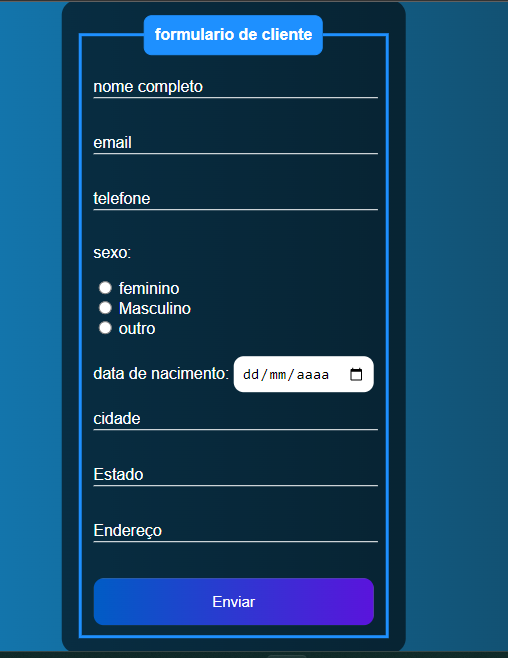 formulario de cliente
nome completo
email
telefone
sexo:
feminino
Masculino
outro
data de nacimento: dd/mm/aaaa
cidade
Estado
Endereço
Enviar